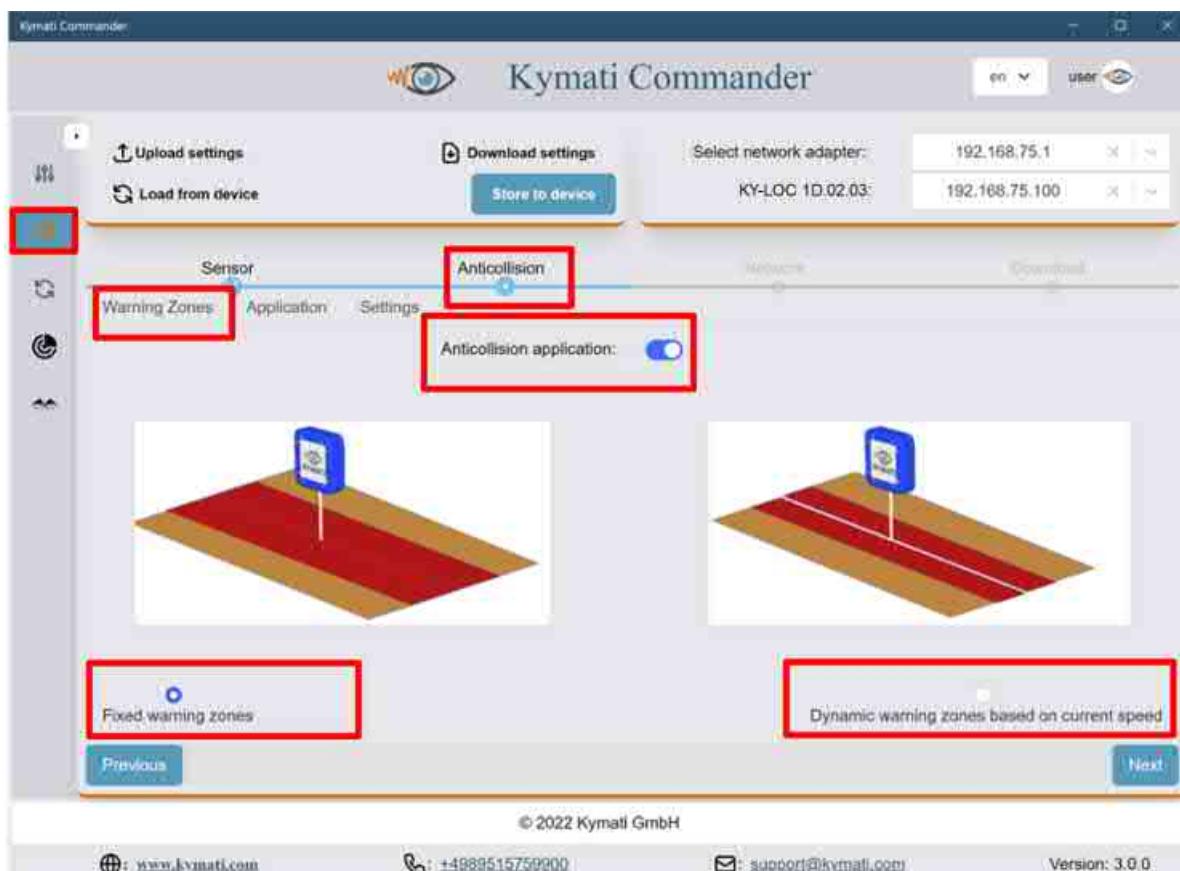 Kymati Commander
Kymati Commander
en
user
Upload settings
Download settings
Select network adapter:
192.168.75.1
Load from device
Store to device
KY-LOC 1D.02.03:
192.168.75.100
Sensor
Anticollision
Network
Download
Warning Zones
Application
Settings
Anticollision application:
Fixed warning zones
Dynamic warning zones based on current speed
Previous
Next
© 2022 Kymati GmbH
: www.kymati.com
: +4989515759900
: support@kymati.com
Version: 3.0.0